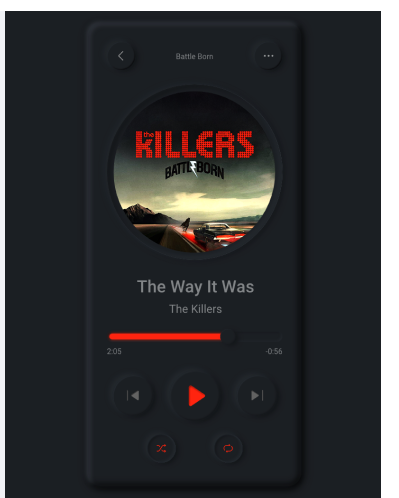 Battle Born
the
KILLERS
BATTLE BORN
The Way It Was
The Killers
2:05
-0:56